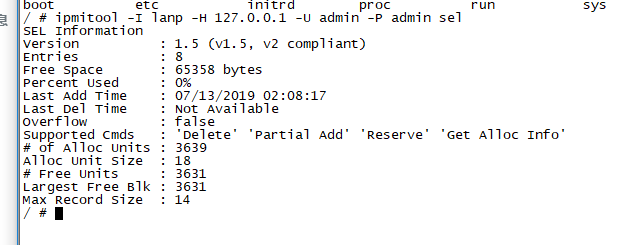 boot etc initrd proc run sys
/ # ipmitool -I lanp -H 127.0.0.1 -U admin -P admin sel
SEL Information
Version : 1.5 (v1.5, v2 compliant)
Entries : 8
Free Space : 65358 bytes
Percent Used : 0%
Last Add Time : 07/13/2019 02:08:17
Last Del Time : Not Available
Overflow : false
Supported Cmds : 'Delete' 'Partial Add' 'Reserve' 'Get Alloc Info'
# of Alloc Units : 3639
Alloc Unit Size : 18
# Free Units : 3631
Largest Free Blk : 3631
Max Record Size : 14
/ #